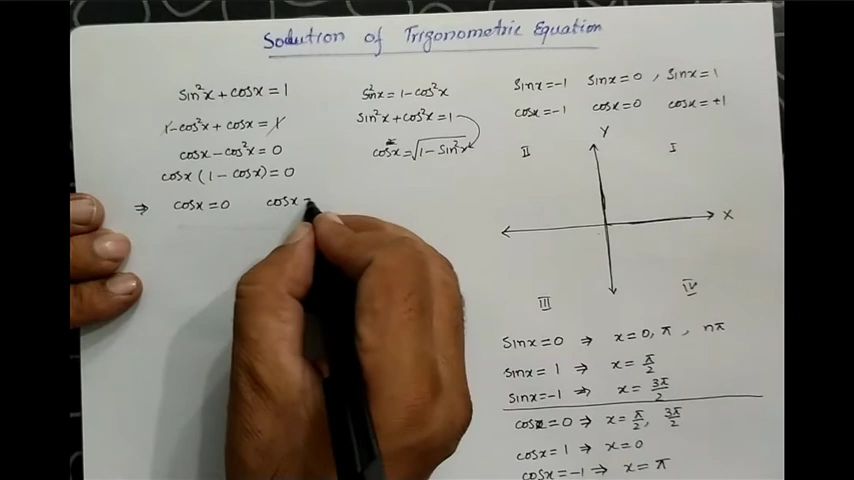 Solution of Trigonometric Equation
sin²x + cosx = 1
1-cos²x + cosx = 1
cosx - cos²x = 0
cosx (1 - cosx) = 0
⇒ cosx = 0 cosx =
sin²x = 1 - cos²x
sin²x + cos²x = 1
cosx = √1 - sin²x
sinx = -1 sinx = 0 , sinx = 1
cosx = -1 cosx = 0 cosx = +1
Y
II I
X
III IV
sinx = 0 ⇒ x = 0, π , nπ
sinx = 1 ⇒ x = π/2
sinx = -1 ⇒ x = 3π/2
cosx = 0 ⇒ x = π/2, 3π/2
cosx = 1 ⇒ x = 0
cosx = -1 ⇒ x = π